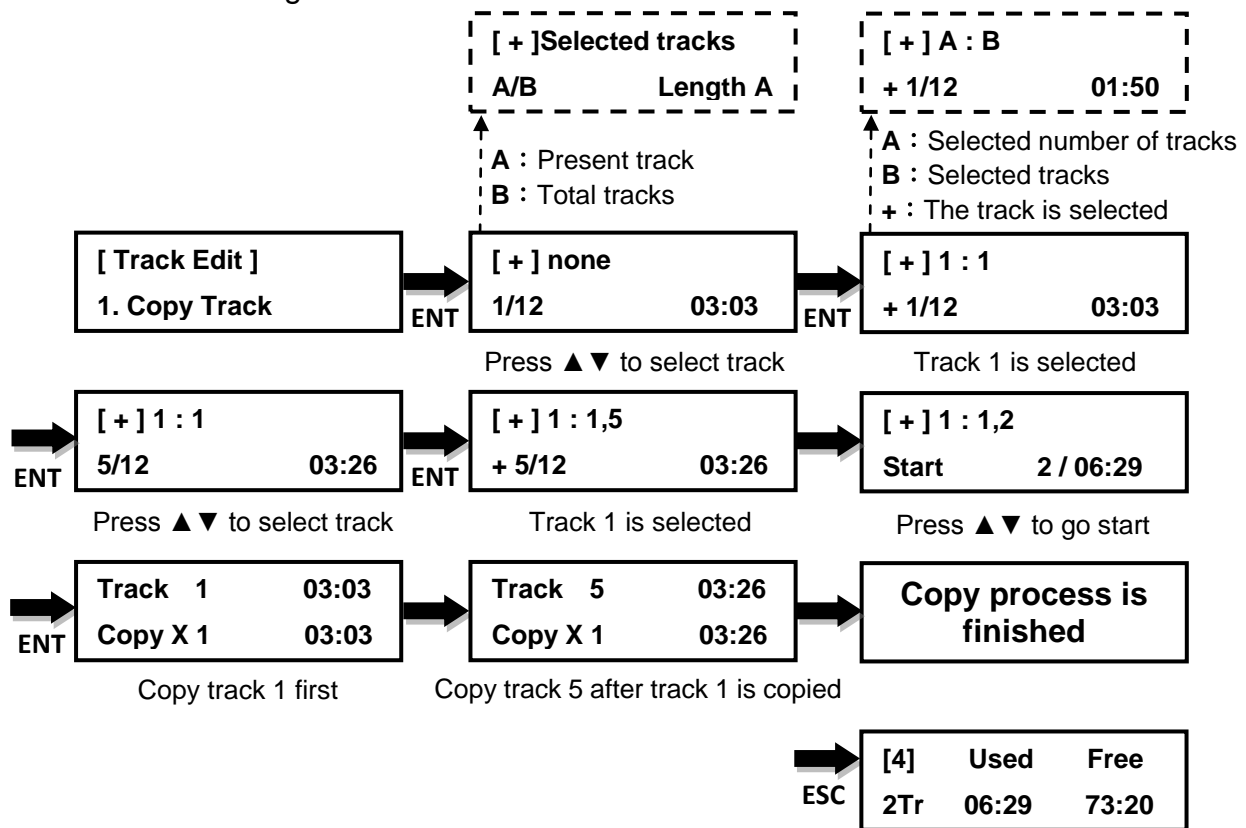 [ + ]Selected tracks
A/B Length A
[ + ] A : B
+ 1/12 01:50
A：Present track
B：Total tracks
A：Selected number of tracks
B：Selected tracks
+：The track is selected
[ Track Edit ]
1. Copy Track
ENT
[ + ] none
1/12 03:03
ENT
[ + ] 1 : 1
+ 1/12 03:03
Press ▲▼ to select track
Track 1 is selected
ENT
[ + ] 1 : 1
5/12 03:26
ENT
[ + ] 1 : 1,5
+ 5/12 03:26
[ + ] 1 : 1,2
Start 2 / 06:29
Press ▲▼ to select track
Track 1 is selected
Press ▲▼ to go start
ENT
Track 1 03:03
Copy X 1 03:03
Track 5 03:26
Copy X 1 03:26
Copy process is
finished
Copy track 1 first
Copy track 5 after track 1 is copied
ESC
[4] Used Free
2Tr 06:29 73:20